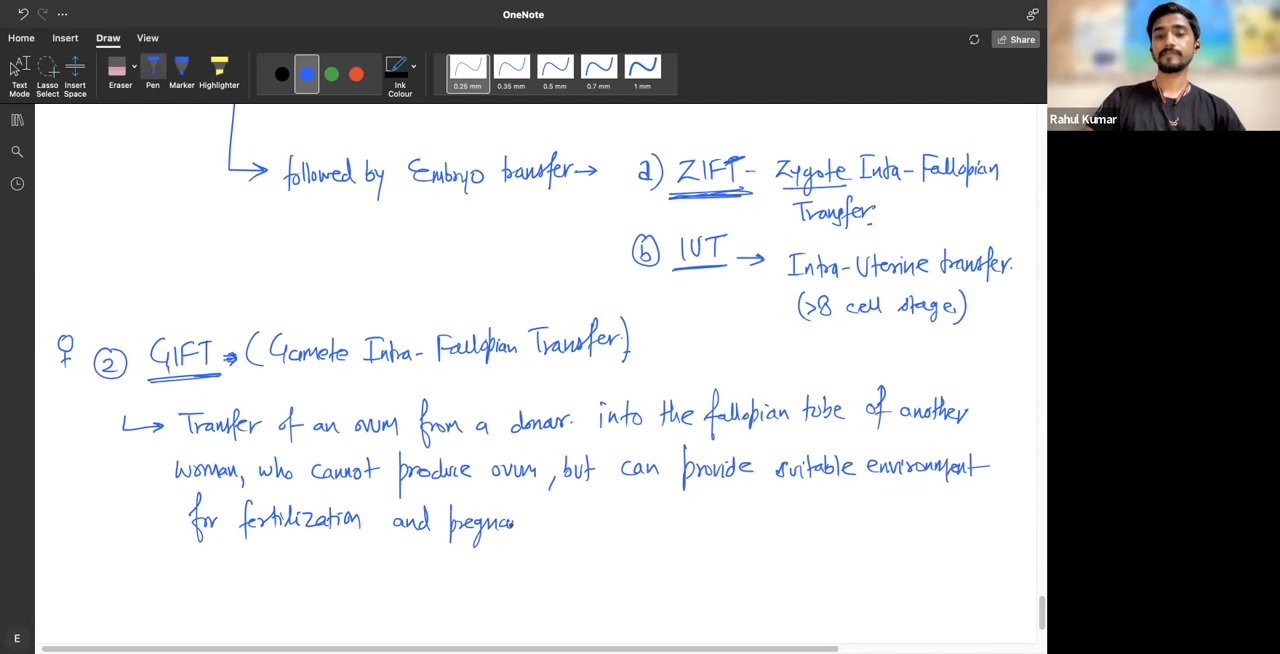 OneNote
Home Insert Draw View
Share
Text Mode
Lasso Select
Insert Space
Eraser
Pen
Marker
Highlighter
Ink Colour
0.25 mm
0.35 mm
0.5 mm
0.7 mm
1 mm
Rahul Kumar
followed by Embryo transfer → a) ZIFT - Zygote Inta-Fallopian
Transfer.
b IUT → Intra-Uterine transfer.
(>8 cell stage)
♀ 2 GIFT → (Gamete Intra-Fallopian Transfer)
↳ Transfer of an ovum from a donar. into the fallopian tube of another
woman, who cannot produce ovum, but can provide suitable environment
for fertilization and pregna
E